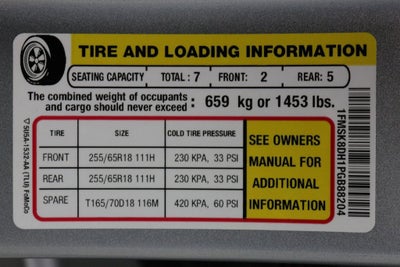 TIRE AND LOADING INFORMATION
SEATING CAPACITY TOTAL : 7 FRONT: 2 REAR: 5
The combined weight of occupants
and cargo should never exceed : 659 kg or 1453 lbs.
TIRE SIZE COLD TIRE PRESSURE
FRONT 255/65R18 111H 230 KPA, 33 PSI
REAR 255/65R18 111H 230 KPA, 33 PSI
SPARE T165/70D18 116M 420 KPA, 60 PSI
SEE OWNERS
MANUAL FOR
ADDITIONAL
INFORMATION
1FMSK8DH1PGB88204